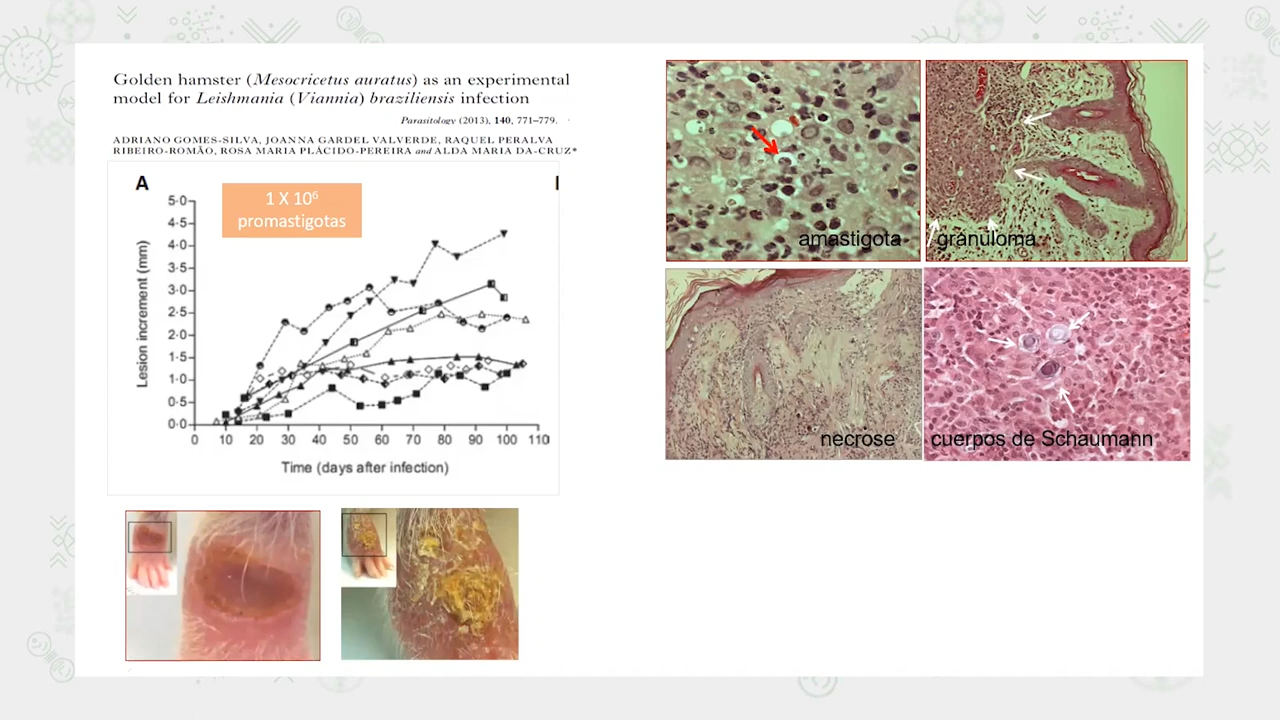 Golden hamster (Mesocricetus auratus) as an experimental
model for Leishmania (Viannia) braziliensis infection
Parasitology (2013), 140, 771–779.
ADRIANO GOMES-SILVA, JOANNA GARDEL VALVERDE, RAQUEL PERALVA
RIBEIRO-ROMÃO, ROSA MARIA PLÁCIDO-PEREIRA and ALDA MARIA DA-CRUZ*
A
1 X 10⁶
promastigotas
Lesion increment (mm)
5·0
4·5
4·0
3·5
3·0
2·5
2·0
1·5
1·0
0·5
0·0
0 10 20 30 40 50 60 70 80 90 100 110
Time (days after infection)
amastigota
granuloma
necrose
cuerpos de Schaumann